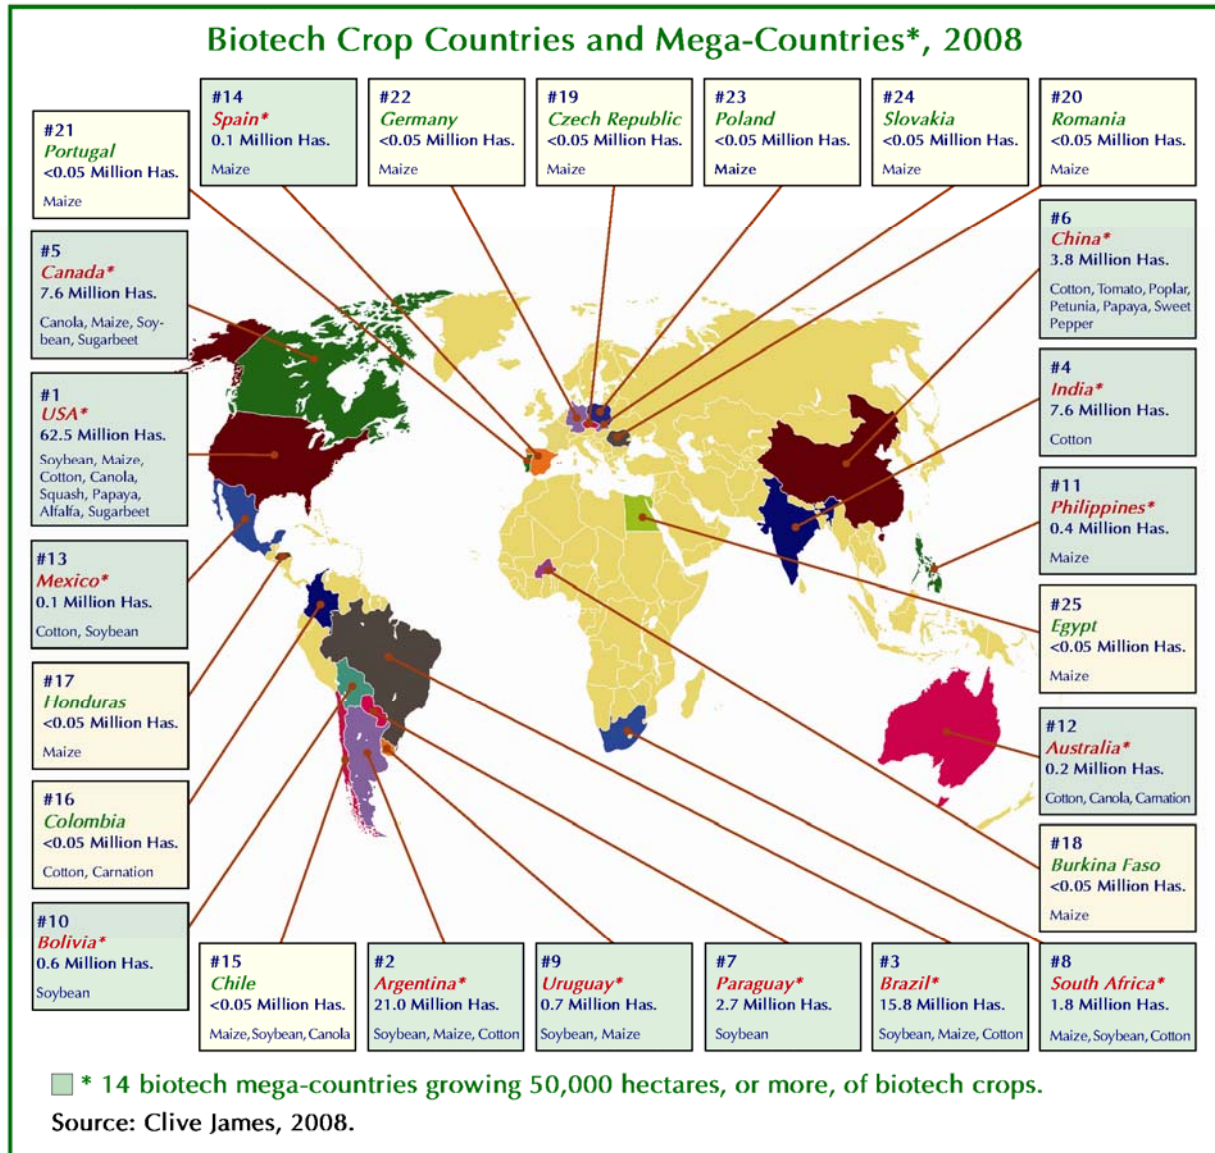 Biotech Crop Countries and Mega-Countries*, 2008
#21
Portugal
<0.05 Million Has.
Maize
#14
Spain*
0.1 Million Has.
Maize
#22
Germany
<0.05 Million Has.
Maize
#19
Czech Republic
<0.05 Million Has.
Maize
#23
Poland
<0.05 Million Has.
Maize
#24
Slovakia
<0.05 Million Has.
Maize
#20
Romania
<0.05 Million Has.
Maize
#5
Canada*
7.6 Million Has.
Canola, Maize, Soy-
bean, Sugarbeet
#1
USA*
62.5 Million Has.
Soybean, Maize,
Cotton, Canola,
Squash, Papaya,
Alfalfa, Sugarbeet
#13
Mexico*
0.1 Million Has.
Cotton, Soybean
#17
Honduras
<0.05 Million Has.
Maize
#16
Colombia
<0.05 Million Has.
Cotton, Carnation
#10
Bolivia*
0.6 Million Has.
Soybean
#6
China*
3.8 Million Has.
Cotton, Tomato, Poplar,
Petunia, Papaya, Sweet
Pepper
#4
India*
7.6 Million Has.
Cotton
#11
Philippines*
0.4 Million Has.
Maize
#25
Egypt
<0.05 Million Has.
Maize
#12
Australia*
0.2 Million Has.
Cotton, Canola, Carnation
#18
Burkina Faso
<0.05 Million Has.
Maize
#15
Chile
<0.05 Million Has.
Maize, Soybean, Canola
#2
Argentina*
21.0 Million Has.
Soybean, Maize, Cotton
#9
Uruguay*
0.7 Million Has.
Soybean, Maize
#7
Paraguay*
2.7 Million Has.
Soybean
#3
Brazil*
15.8 Million Has.
Soybean, Maize, Cotton
#8
South Africa*
1.8 Million Has.
Maize, Soybean, Cotton
* 14 biotech mega-countries growing 50,000 hectares, or more, of biotech crops.
Source: Clive James, 2008.